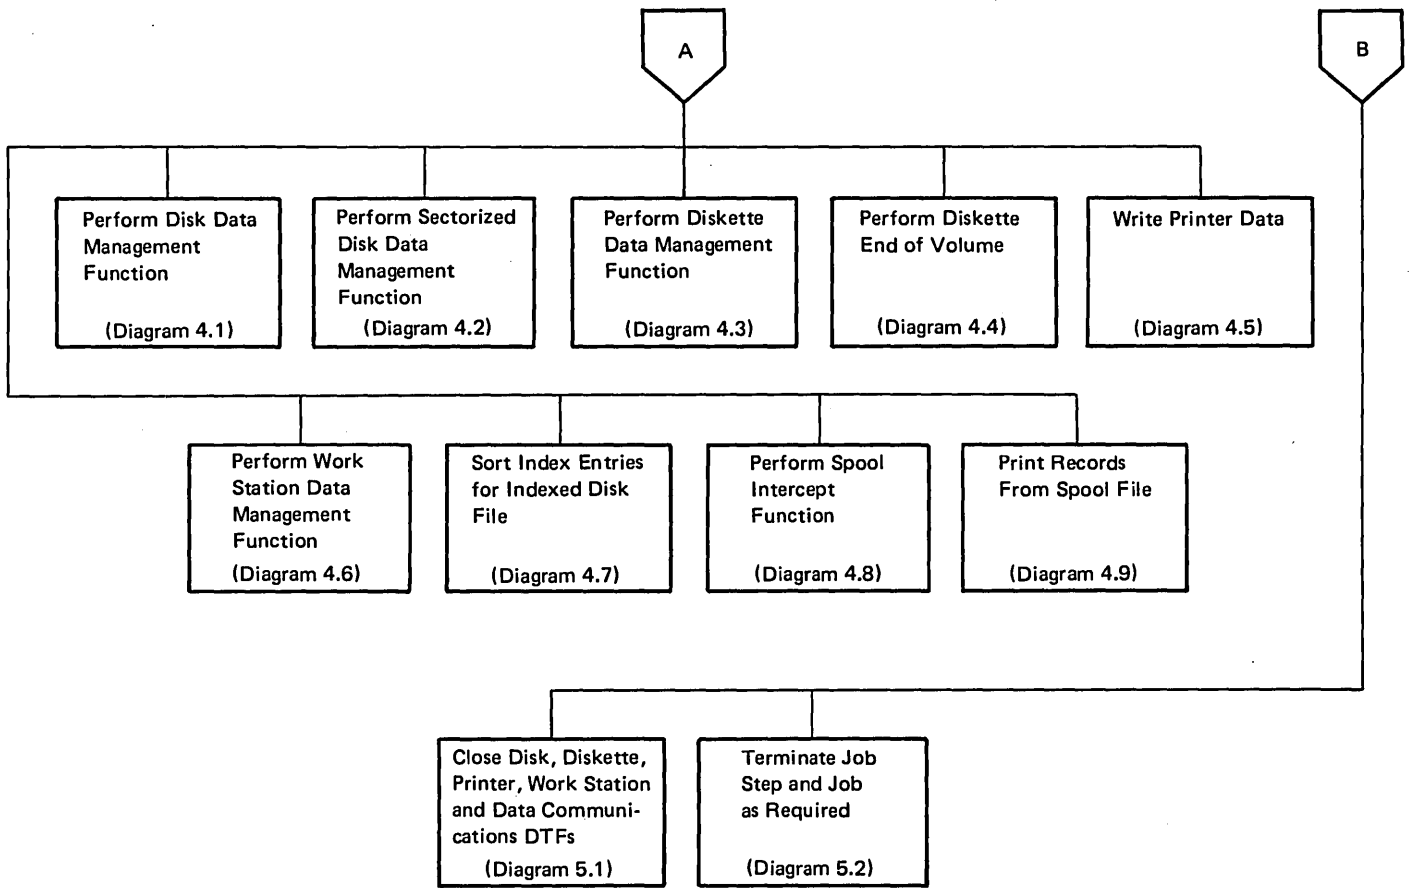 A
B
Perform Disk Data
Management
Function
(Diagram 4.1)
Perform Sectorized
Disk Data
Management
Function
(Diagram 4.2)
Perform Diskette
Data Management
Function
(Diagram 4.3)
Perform Diskette
End of Volume
(Diagram 4.4)
Write Printer Data
(Diagram 4.5)
Perform Work
Station Data
Management
Function
(Diagram 4.6)
Sort Index Entries
for Indexed Disk
File
(Diagram 4.7)
Perform Spool
Intercept
Function
(Diagram 4.8)
Print Records
From Spool File
(Diagram 4.9)
Close Disk, Diskette,
Printer, Work Station
and Data Communi-
cations DTFs
(Diagram 5.1)
Terminate Job
Step and Job
as Required
(Diagram 5.2)